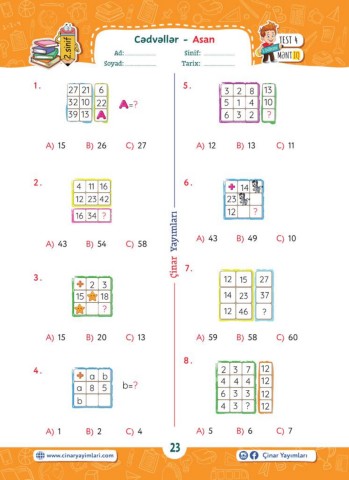 2. sinif
Cədvəllər - Asan
Ad: Sinif:
Soyad: Tarix:
TEST 4
MƏNTİQ
1.
27 21 6
32 10 22 A=?
39 13 A
A) 15 B) 26 C) 27
2.
4 11 16
12 23 42
16 34 ?
A) 43 B) 54 C) 58
3.
+ 2 3
15 18
?
A) 15 B) 20 C) 13
4.
+ a b
a 8 5 b=?
b
A) 1 B) 2 C) 4
Çinar Yayımları
5.
3 2 8 13
5 1 4 10
6 3 2 ?
A) 12 B) 13 C) 11
6.
+ 14
23
12 ?
A) 43 B) 49 C) 10
7.
12 15 27
14 23 37
12 46 ?
A) 59 B) 58 C) 60
8.
2 3 7 12
4 4 4 12
6 3 3 12
4 3 ? 12
A) 5 B) 6 C) 7
www.cinaryayimlari.com
23
Çinar Yayımları